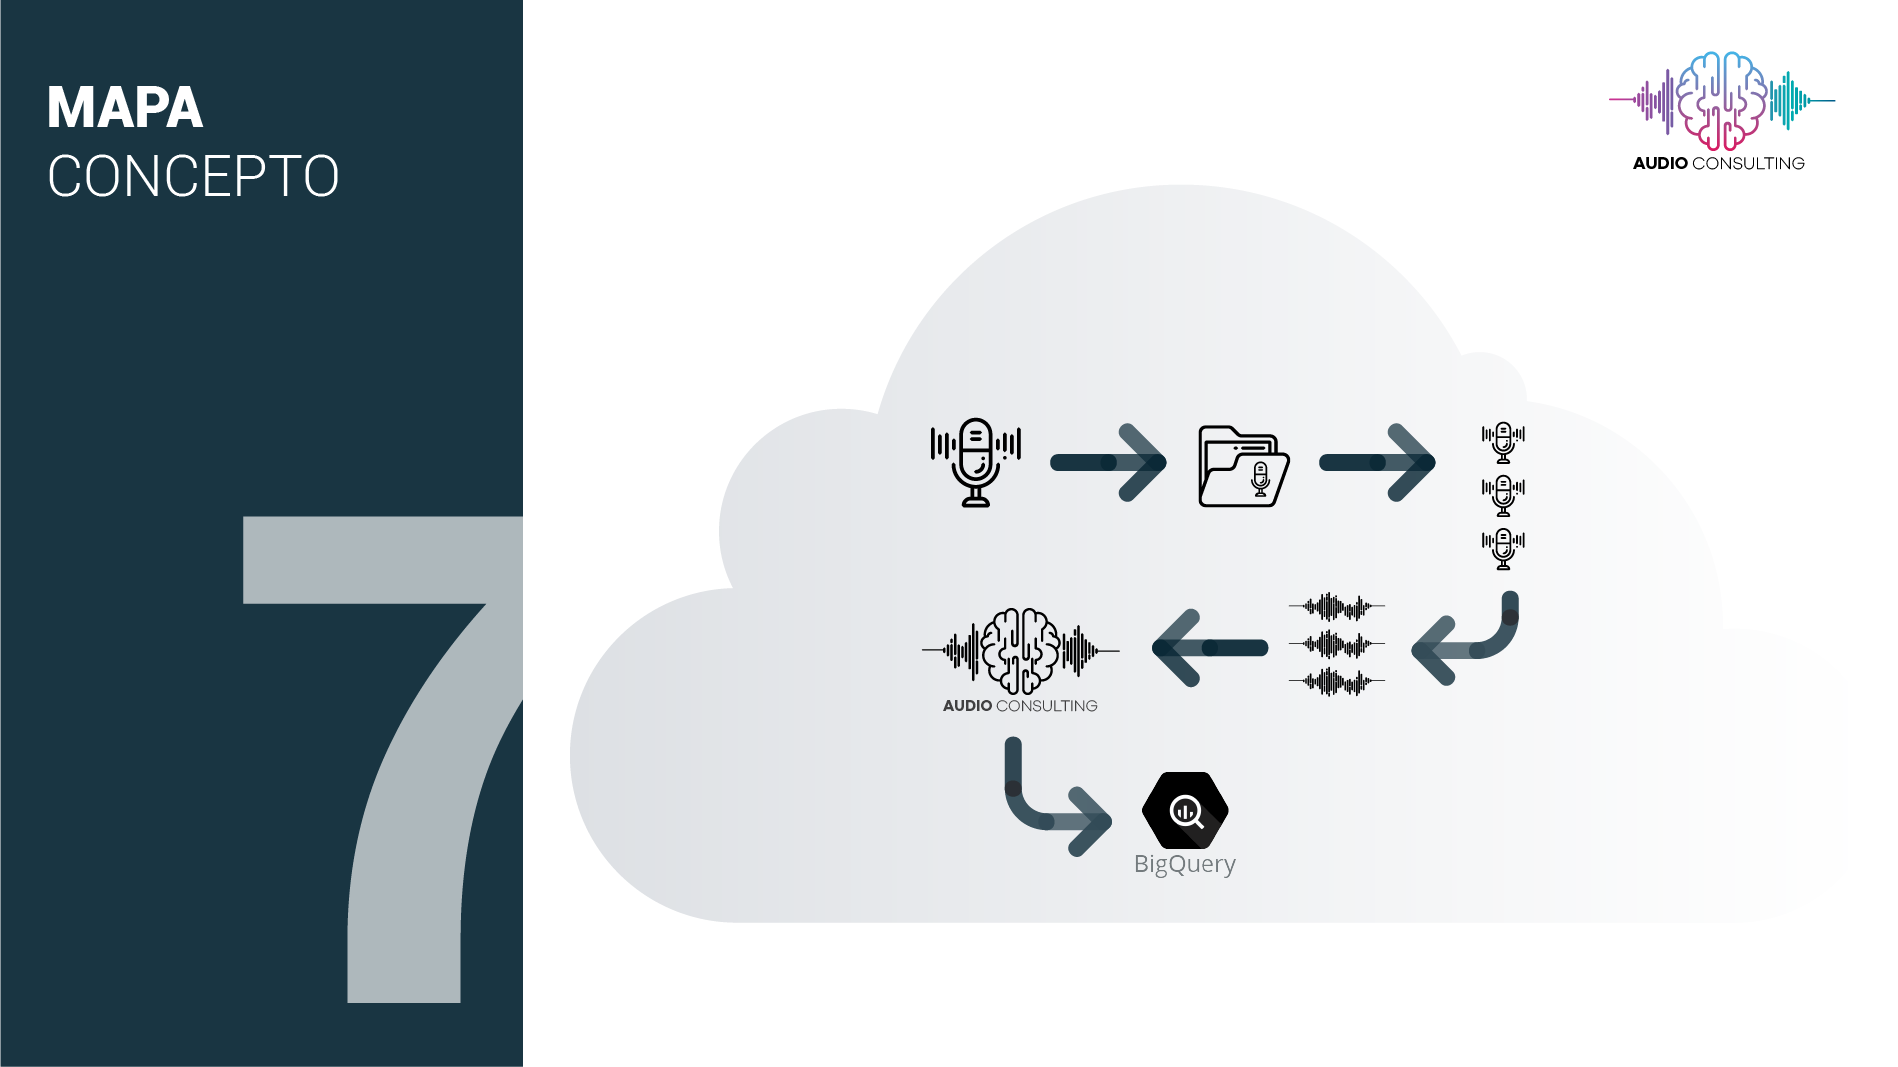 MAPA
CONCEPTO
7
AUDIO CONSULTING
AUDIO CONSULTING
BigQuery